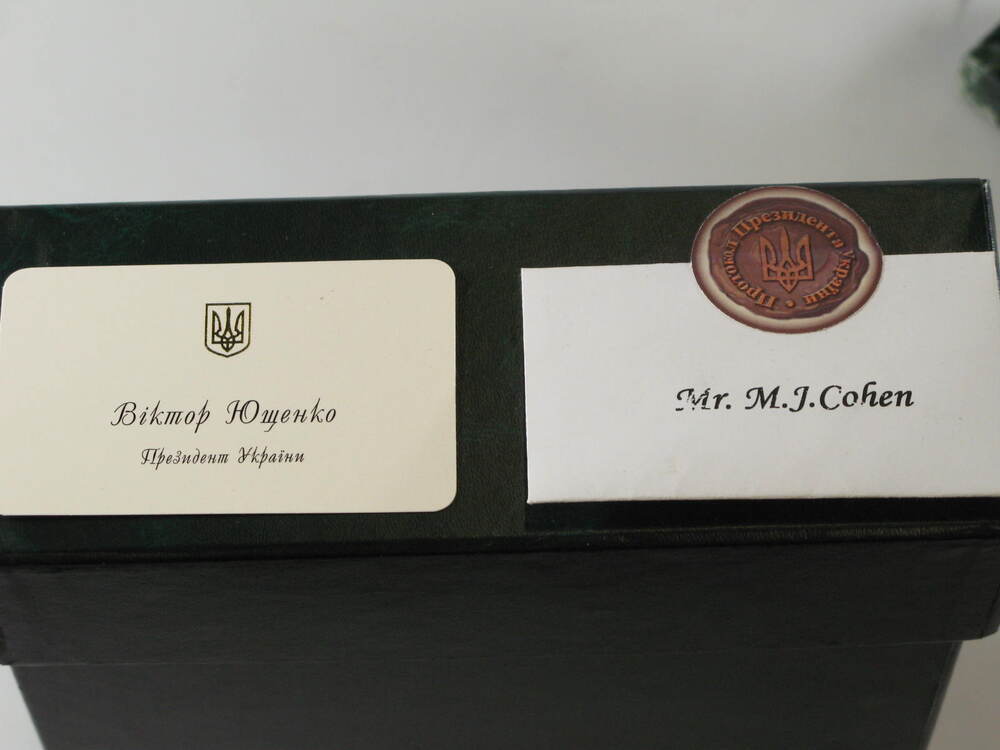 Віктор Ющенко
Президент України
Протокол Президента України
Mr. M.J.Cohen